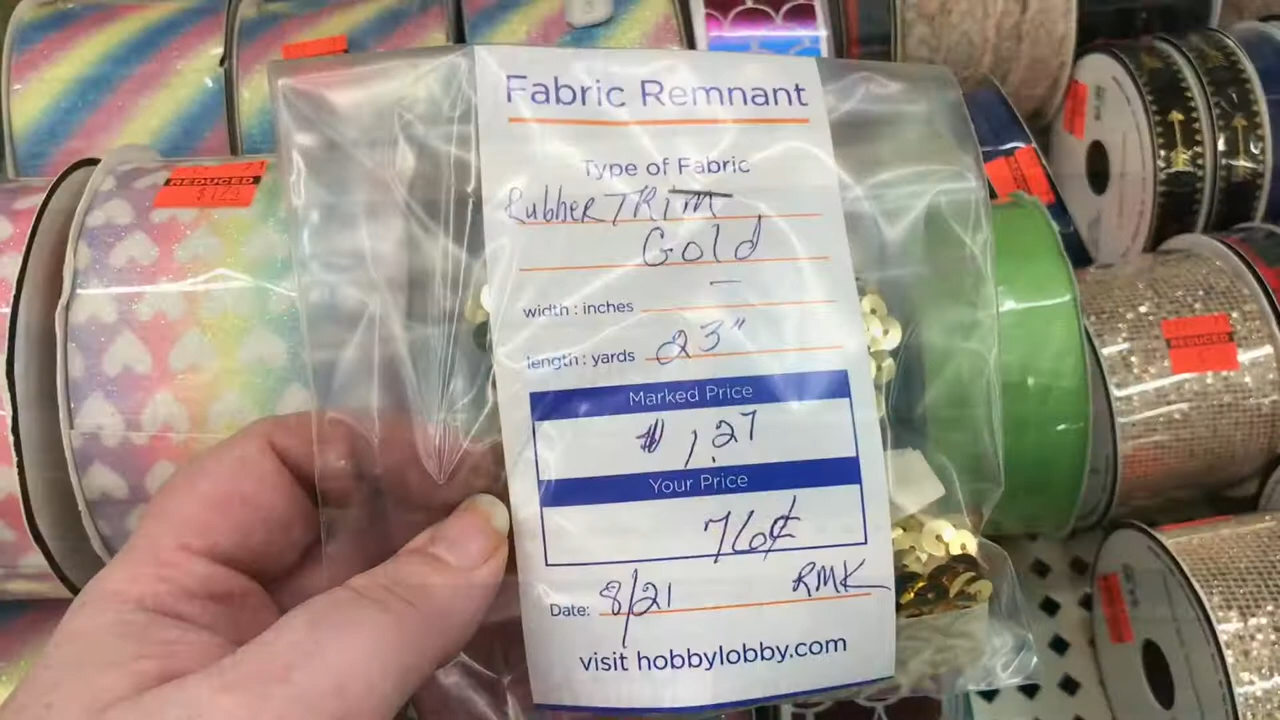 Fabric Remnant
Type of Fabric
Rubber TRIM
Gold
width : inches —
length : yards 23"
Marked Price
$1.27
Your Price
76¢
Date: 8/21 RMK
visit hobbylobby.com
REDUCED
REDUCED